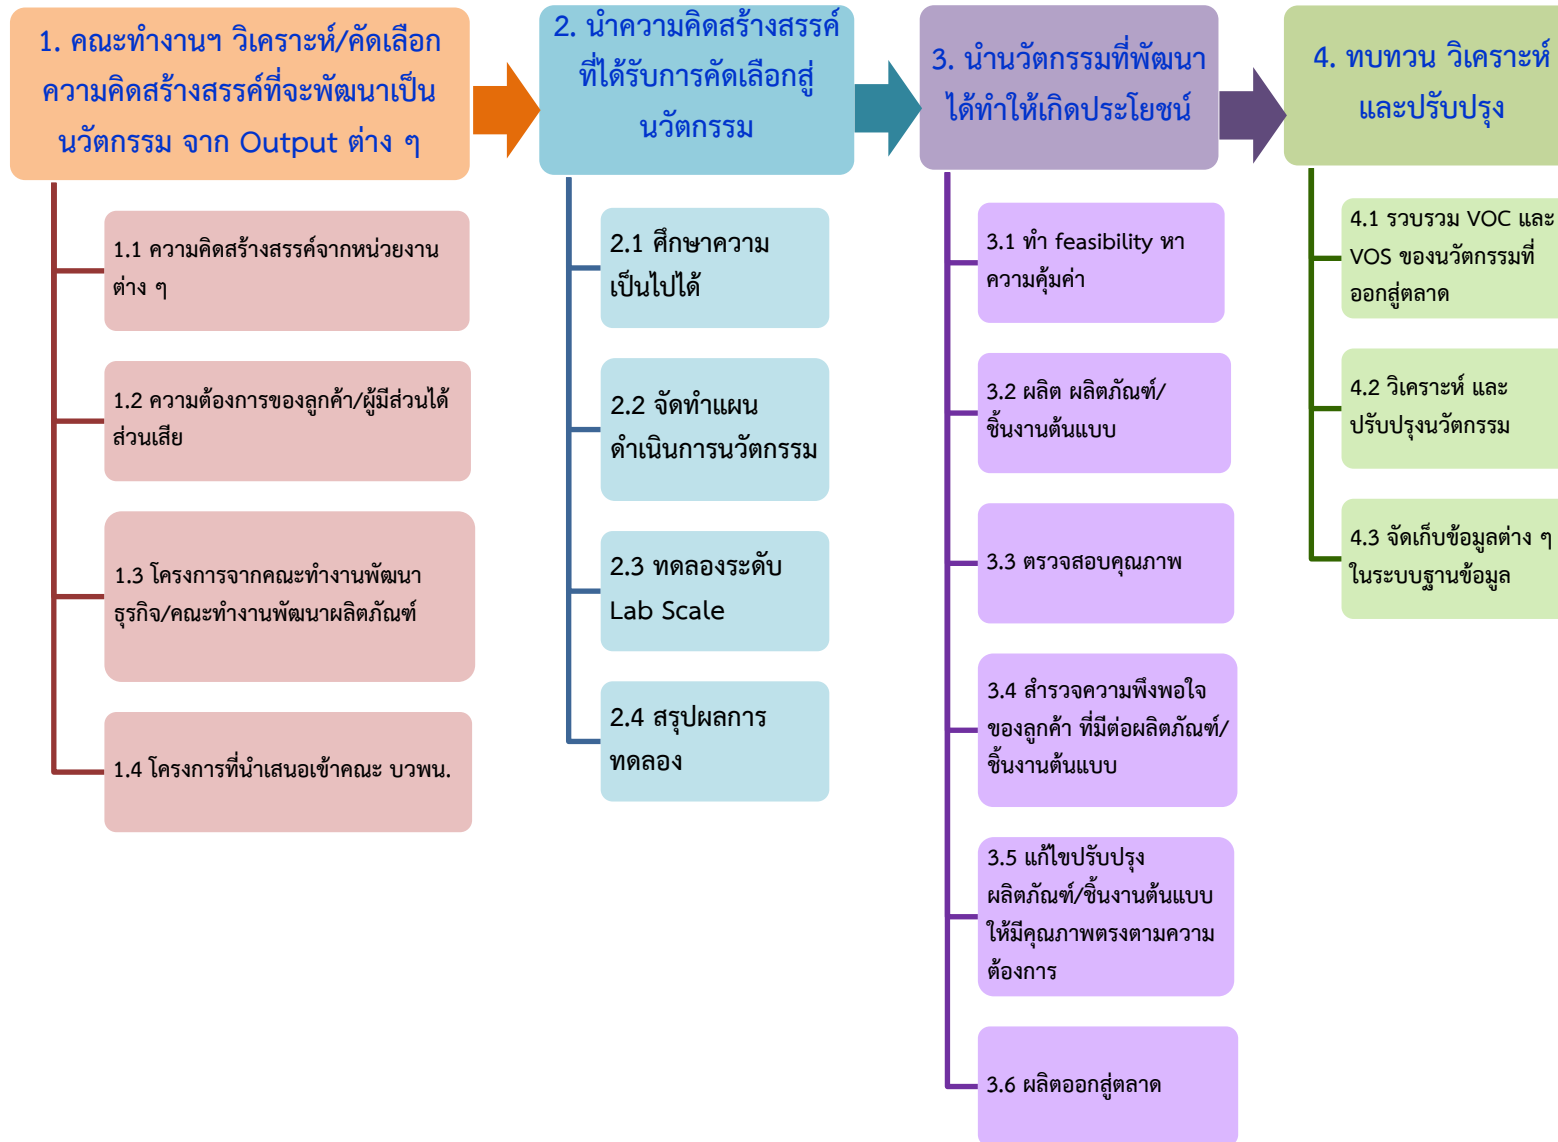 1. คณะทำงานฯ วิเคราะห์/คัดเลือก
ความคิดสร้างสรรค์ที่จะพัฒนาเป็น
นวัตกรรม จาก Output ต่าง ๆ
1.1 ความคิดสร้างสรรค์จากหน่วยงาน
ต่าง ๆ
1.2 ความต้องการของลูกค้า/ผู้มีส่วนได้
ส่วนเสีย
1.3 โครงการจากคณะทำงานพัฒนา
ธุรกิจ/คณะทำงานพัฒนาผลิตภัณฑ์
1.4 โครงการที่นำเสนอเข้าคณะ บวพน.
2. นำความคิดสร้างสรรค์
ที่ได้รับการคัดเลือกสู่
นวัตกรรม
2.1 ศึกษาความ
เป็นไปได้
2.2 จัดทำแผน
ดำเนินการนวัตกรรม
2.3 ทดลองระดับ
Lab Scale
2.4 สรุปผลการ
ทดลอง
3. นำนวัตกรรมที่พัฒนา
ได้ทำให้เกิดประโยชน์
3.1 ทำ feasibility หา
ความคุ้มค่า
3.2 ผลิต ผลิตภัณฑ์/
ชิ้นงานต้นแบบ
3.3 ตรวจสอบคุณภาพ
3.4 สำรวจความพึงพอใจ
ของลูกค้า ที่มีต่อผลิตภัณฑ์/
ชิ้นงานต้นแบบ
3.5 แก้ไขปรับปรุง
ผลิตภัณฑ์/ชิ้นงานต้นแบบ
ให้มีคุณภาพตรงตามความ
ต้องการ
3.6 ผลิตออกสู่ตลาด
4. ทบทวน วิเคราะห์
และปรับปรุง
4.1 รวบรวม VOC และ
VOS ของนวัตกรรมที่
ออกสู่ตลาด
4.2 วิเคราะห์ และ
ปรับปรุงนวัตกรรม
4.3 จัดเก็บข้อมูลต่าง ๆ
ในระบบฐานข้อมูล